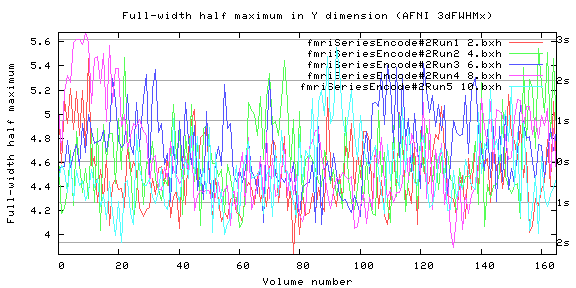 Full-width half maximum in Y dimension (AFNI 3dFWHMx)
Full-width half maximum
5.6
5.4
5.2
5
4.8
4.6
4.4
4.2
4
fmriSeriesEncode#2Run1 2.bxh
fmriSeriesEncode#2Run2 4.bxh
fmriSeriesEncode#2Run3 6.bxh
fmriSeriesEncode#2Run4 8.bxh
fmriSeriesEncode#2Run5 10.bxh
3s
2s
1s
0s
1s
2s
0 20 40 60 80 100 120 140 160
Volume number